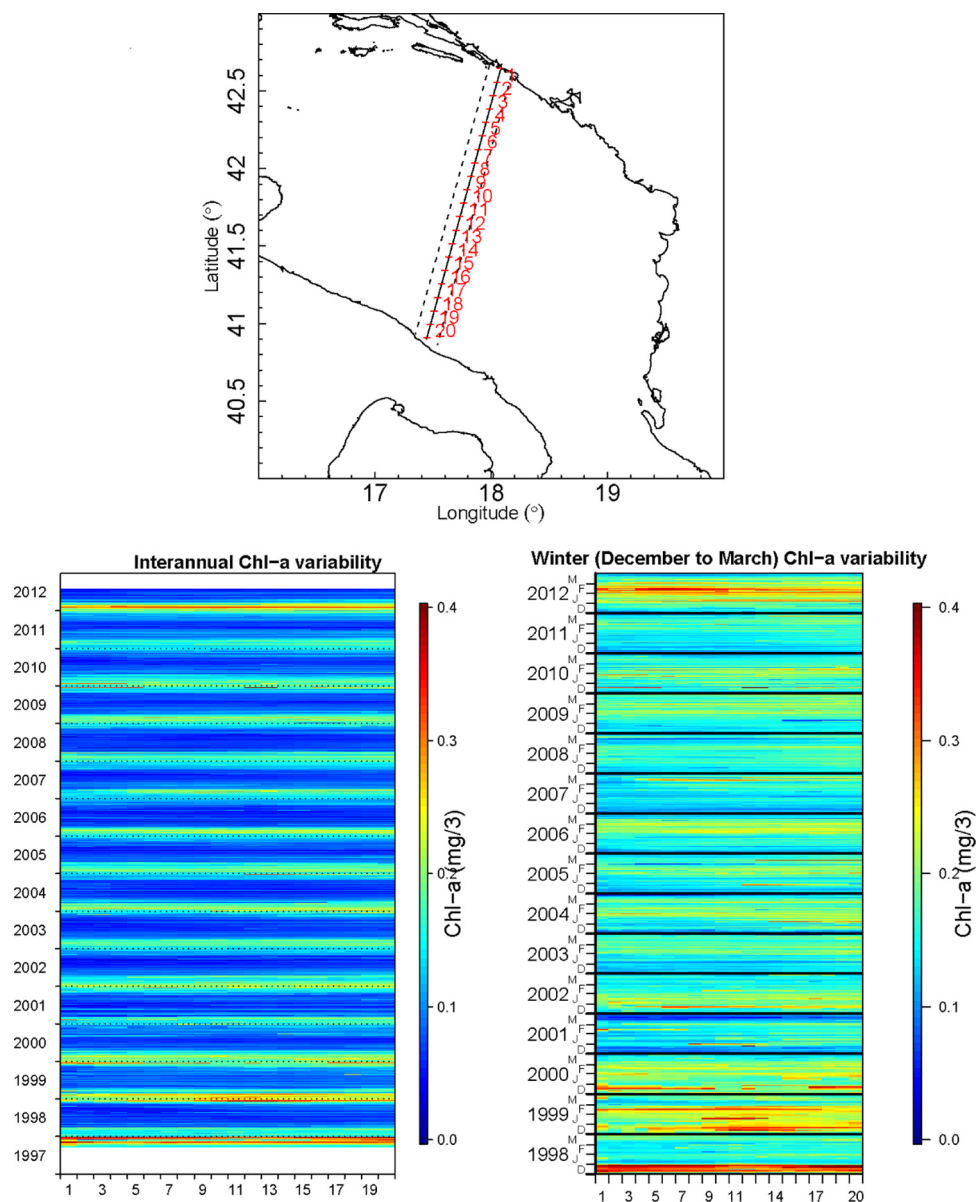 42.5
42
41.5
41
40.5
Latitude (°)
1
2
3
4
5
6
7
8
9
10
11
12
13
14
15
16
17
18
19
20
17 18 19
Longitude (°)
Interannual Chl−a variability
2012
2011
2010
2009
2008
2007
2006
2005
2004
2003
2002
2001
2000
1999
1998
1997
1 3 5 7 9 11 13 15 17 19
0.4
0.3
0.2
0.1
0.0
Chl−a (mg/3)
Winter (December to March) Chl−a variability
2012 M F J D
2011 M F J D
2010 M F J D
2009 M F J D
2008 M F J D
2007 M F J D
2006 M F J D
2005 M F J D
2004 M F J D
2003 M F J D
2002 M F J D
2001 M F J D
2000 M F J D
1999 M F J D
1998 M F J D
1 3 5 7 9 11 14 17 20
0.4
0.3
0.2
0.1
0.0
Chl−a (mg/3)